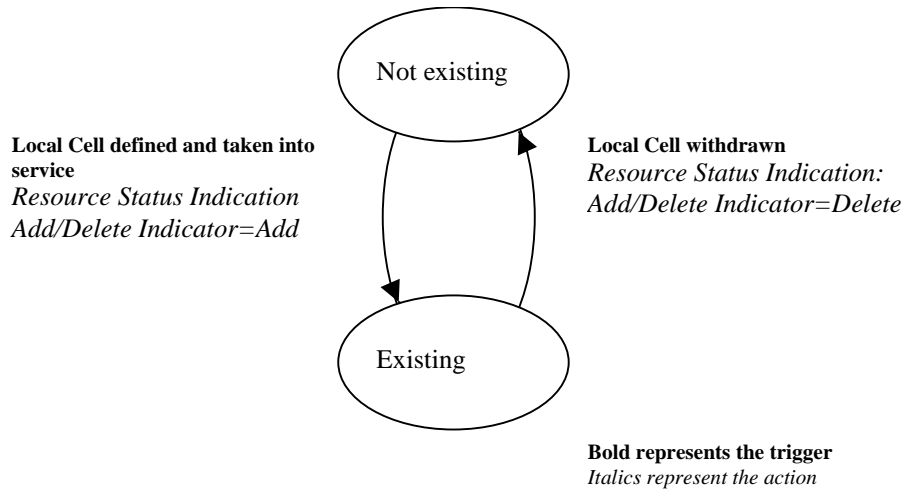 Not existing
Local Cell defined and taken into
service
Resource Status Indication
Add/Delete Indicator=Add
Local Cell withdrawn
Resource Status Indication:
Add/Delete Indicator=Delete
Existing
Bold represents the trigger
Italics represent the action